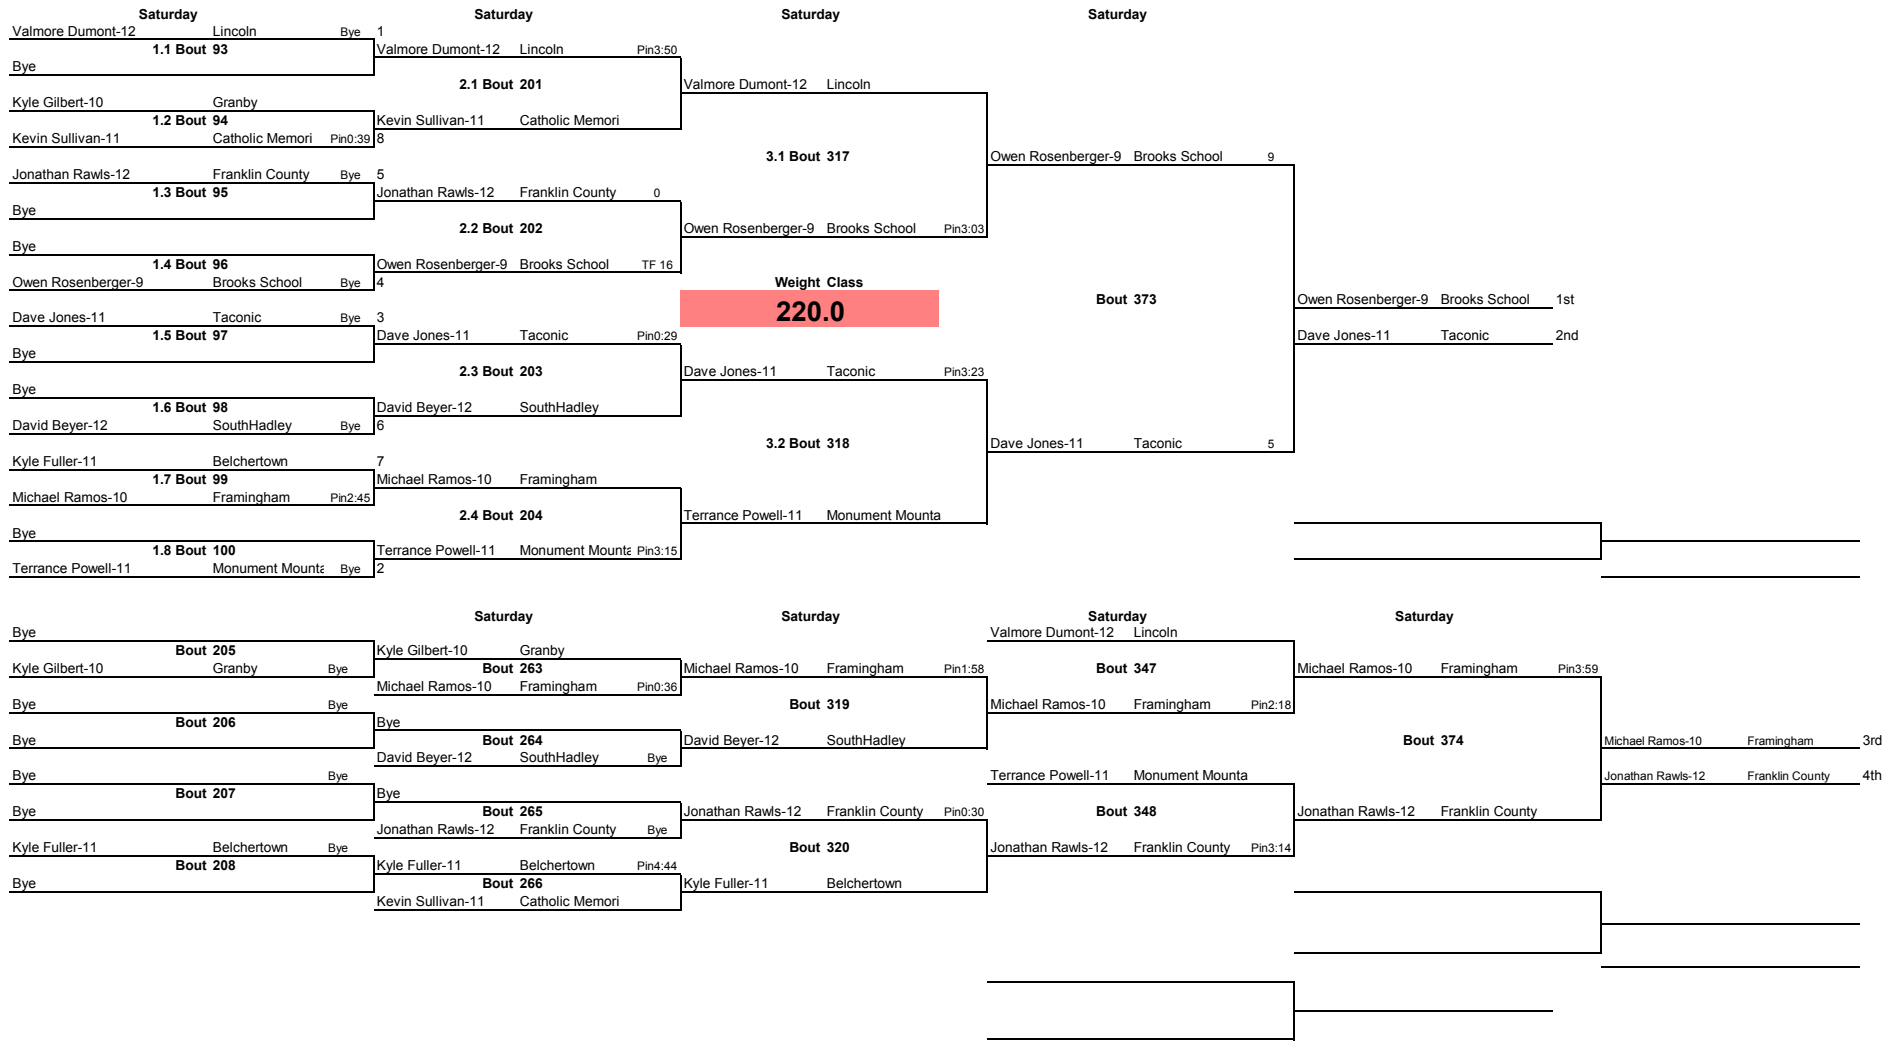 Saturday Saturday Saturday Saturday
Valmore Dumont-12 Lincoln Bye 1
1.1 Bout 93 Valmore Dumont-12 Lincoln Pin3:50
Bye
2.1 Bout 201 Valmore Dumont-12 Lincoln
Kyle Gilbert-10 Granby
1.2 Bout 94 Kevin Sullivan-11 Catholic Memori
Kevin Sullivan-11 Catholic Memori Pin0:39 8
3.1 Bout 317 Owen Rosenberger-9 Brooks School 9
Jonathan Rawls-12 Franklin County Bye 5
1.3 Bout 95 Jonathan Rawls-12 Franklin County 0
Bye
2.2 Bout 202 Owen Rosenberger-9 Brooks School Pin3:03
Bye
1.4 Bout 96 Owen Rosenberger-9 Brooks School TF 16
Owen Rosenberger-9 Brooks School Bye 4 Weight Class
Bout 373 Owen Rosenberger-9 Brooks School 1st
220.0
Dave Jones-11 Taconic Bye 3
1.5 Bout 97 Dave Jones-11 Taconic Pin0:29 Dave Jones-11 Taconic 2nd
Bye
2.3 Bout 203 Dave Jones-11 Taconic Pin3:23
Bye
1.6 Bout 98 David Beyer-12 SouthHadley
David Beyer-12 SouthHadley Bye 6
3.2 Bout 318 Dave Jones-11 Taconic 5
Kyle Fuller-11 Belchertown 7
1.7 Bout 99 Michael Ramos-10 Framingham
Michael Ramos-10 Framingham Pin2:45
2.4 Bout 204 Terrance Powell-11 Monument Mounta
Bye
1.8 Bout 100 Terrance Powell-11 Monument Mounta Pin3:15
Terrance Powell-11 Monument Mounta Bye 2
Saturday Saturday Saturday Saturday
Bye Valmore Dumont-12 Lincoln
Bout 205 Kyle Gilbert-10 Granby
Kyle Gilbert-10 Granby Bye Bout 263 Michael Ramos-10 Framingham Pin1:58 Bout 347 Michael Ramos-10 Framingham Pin3:59
Michael Ramos-10 Framingham Pin0:36
Bye Bye Bout 319 Michael Ramos-10 Framingham Pin2:18
Bout 206 Bye
Bye Bout 264 David Beyer-12 SouthHadley Bout 374 Michael Ramos-10 Framingham 3rd
David Beyer-12 SouthHadley Bye
Bye Bye Terrance Powell-11 Monument Mounta Jonathan Rawls-12 Franklin County 4th
Bout 207 Bye
Bye Bout 265 Jonathan Rawls-12 Franklin County Pin0:30 Bout 348 Jonathan Rawls-12 Franklin County
Jonathan Rawls-12 Franklin County Bye
Kyle Fuller-11 Belchertown Bye Bout 320 Jonathan Rawls-12 Franklin County Pin3:14
Bout 208 Kyle Fuller-11 Belchertown Pin4:44
Bye Bout 266 Kyle Fuller-11 Belchertown
Kevin Sullivan-11 Catholic Memori